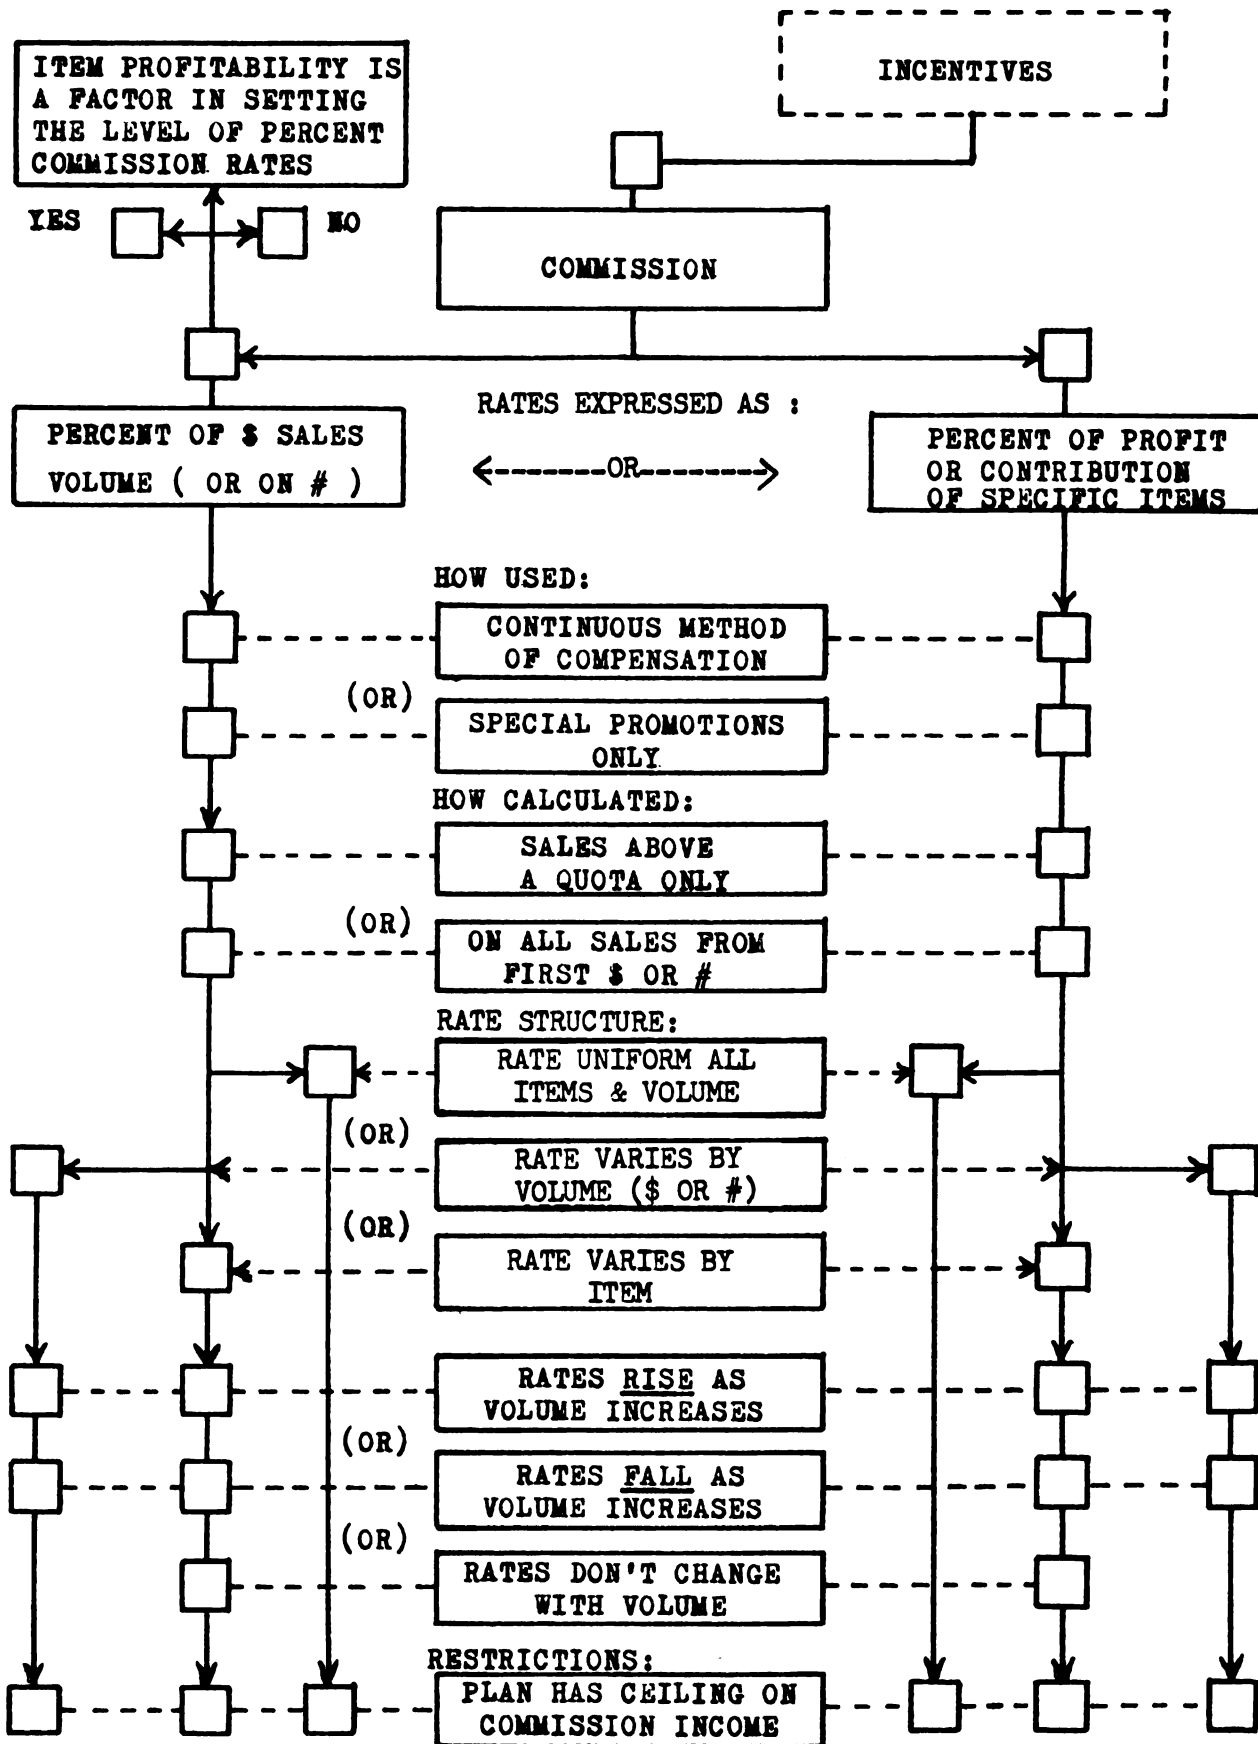 INCENTIVES
ITEM PROFITABILITY IS
A FACTOR IN SETTING
THE LEVEL OF PERCENT
COMMISSION RATES
YES
NO
COMMISSION
RATES EXPRESSED AS :
PERCENT OF $ SALES
VOLUME ( OR ON # )
OR
PERCENT OF PROFIT
OR CONTRIBUTION
OF SPECIFIC ITEMS
HOW USED:
CONTINUOUS METHOD
OF COMPENSATION
(OR)
SPECIAL PROMOTIONS
ONLY
HOW CALCULATED:
SALES ABOVE
A QUOTA ONLY
(OR)
ON ALL SALES FROM
FIRST $ OR #
RATE STRUCTURE:
RATE UNIFORM ALL
ITEMS & VOLUME
(OR)
RATE VARIES BY
VOLUME ($ OR #)
(OR)
RATE VARIES BY
ITEM
RATES RISE AS
VOLUME INCREASES
(OR)
RATES FALL AS
VOLUME INCREASES
(OR)
RATES DON'T CHANGE
WITH VOLUME
RESTRICTIONS:
PLAN HAS CEILING ON
COMMISSION INCOME